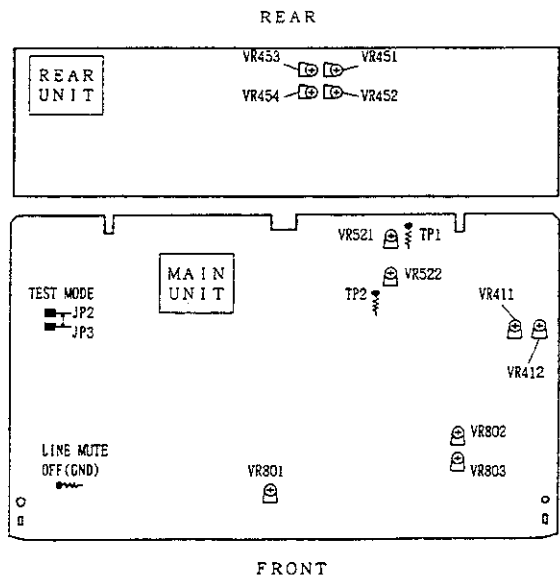 REAR
VR453
VR451
REAR
UNIT
VR454
VR452
VR521
TP1
MAIN
UNIT
VR522
TEST MODE
TP2
JP2
VR411
JP3
VR412
LINE MUTE
VR802
OFF(GND)
VR801
VR803
FRONT